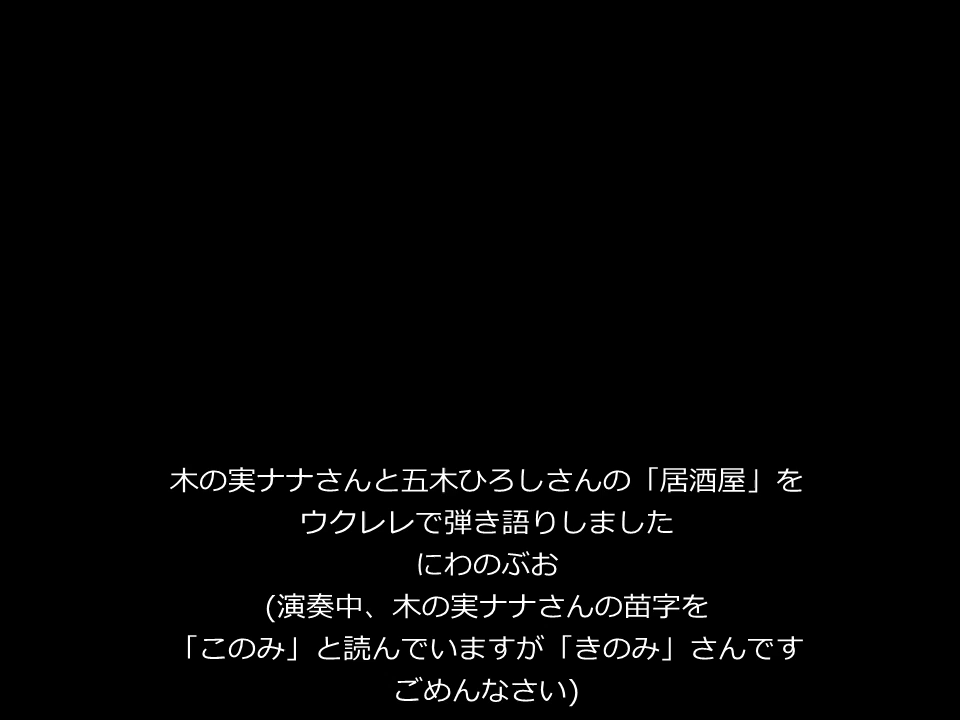 木の実ナナさんと五木ひろしさんの「居酒屋」を
ウクレレで弾き語りしました
にわのぶお
(演奏中、木の実ナナさんの苗字を
「このみ」と読んでいますが「きのみ」さんです
ごめんなさい)